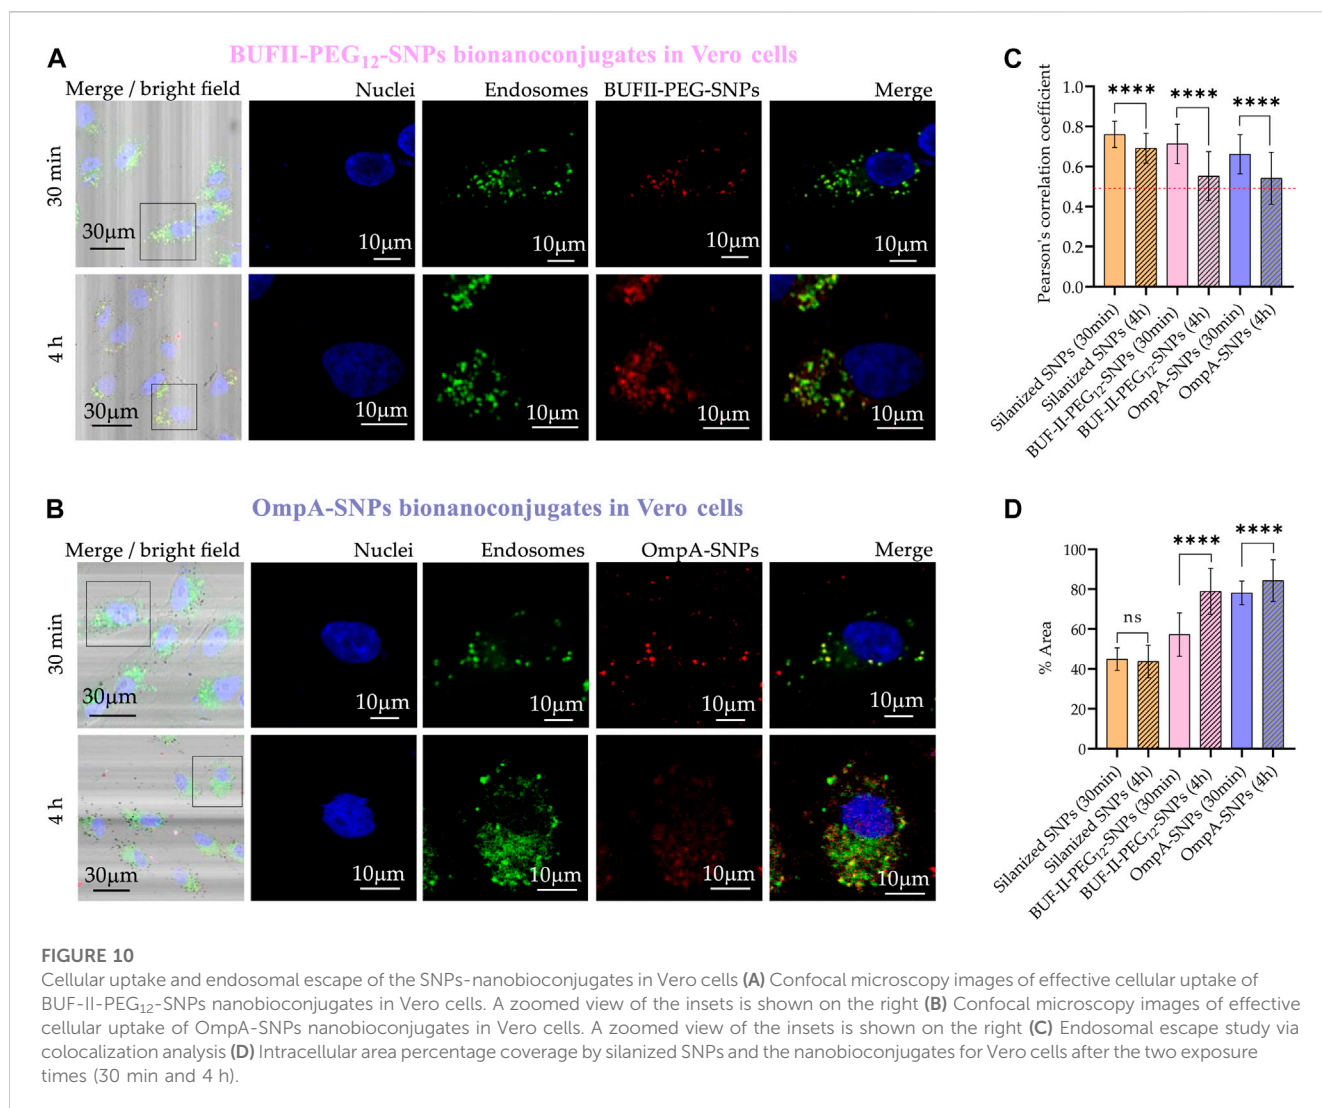 A
BUFII-PEG₁₂-SNPs bionanoconjugates in Vero cells
Merge / bright field
Nuclei
Endosomes
BUFII-PEG-SNPs
Merge
30 min
30μm
10μm
10μm
10μm
10μm
4 h
30μm
10μm
10μm
10μm
10μm
B
OmpA-SNPs bionanoconjugates in Vero cells
Merge / bright field
Nuclei
Endosomes
OmpA-SNPs
Merge
30 min
30μm
10μm
10μm
10μm
10μm
4 h
30μm
10μm
10μm
10μm
10μm
C
Pearson's correlation coefficient
1.0
0.8
0.6
0.4
0.2
0.0
****
****
****
Silanized SNPs (30min)
Silanized SNPs (4h)
BUF-II-PEG₁₂-SNPs (30min)
BUF-II-PEG₁₂-SNPs (4h)
OmpA-SNPs (30min)
OmpA-SNPs (4h)
D
% Area
100
80
60
40
20
0
ns
****
****
Silanized SNPs (30min)
Silanized SNPs (4h)
BUF-II-PEG₁₂-SNPs (30min)
BUF-II-PEG₁₂-SNPs (4h)
OmpA-SNPs (30min)
OmpA-SNPs (4h)
FIGURE 10
Cellular uptake and endosomal escape of the SNPs-nanobioconjugates in Vero cells (A) Confocal microscopy images of effective cellular uptake of
BUF-II-PEG₁₂-SNPs nanobioconjugates in Vero cells. A zoomed view of the insets is shown on the right (B) Confocal microscopy images of effective
cellular uptake of OmpA-SNPs nanobioconjugates in Vero cells. A zoomed view of the insets is shown on the right (C) Endosomal escape study via
colocalization analysis (D) Intracellular area percentage coverage by silanized SNPs and the nanobioconjugates for Vero cells after the two exposure
times (30 min and 4 h).